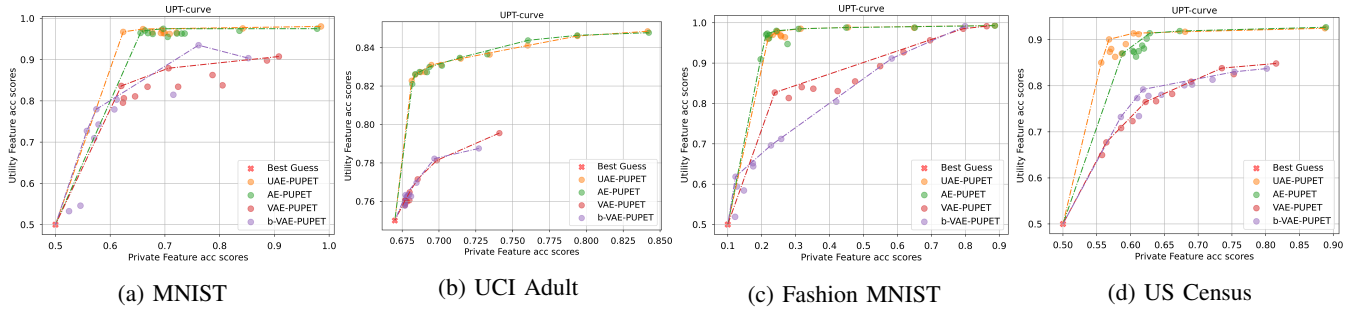 UPT-curve
Utility Feature acc scores
1.0
0.9
0.8
0.7
0.6
0.5
Best Guess
UAE-PUPET
AE-PUPET
VAE-PUPET
b-VAE-PUPET
0.5 0.6 0.7 0.8 0.9 1.0
Private Feature acc scores
(a) MNIST
UPT-curve
Utility Feature acc scores
0.84
0.82
0.80
0.78
0.76
Best Guess
UAE-PUPET
AE-PUPET
VAE-PUPET
b-VAE-PUPET
0.675 0.700 0.725 0.750 0.775 0.800 0.825 0.850
Private Feature acc scores
(b) UCI Adult
UPT-curve
Utility Feature acc scores
1.0
0.9
0.8
0.7
0.6
0.5
Best Guess
UAE-PUPET
AE-PUPET
VAE-PUPET
b-VAE-PUPET
0.1 0.2 0.3 0.4 0.5 0.6 0.7 0.8 0.9
Private Feature acc scores
(c) Fashion MNIST
UPT-curve
Utility Feature acc scores
0.9
0.8
0.7
0.6
0.5
Best Guess
UAE-PUPET
AE-PUPET
VAE-PUPET
b-VAE-PUPET
0.50 0.55 0.60 0.65 0.70 0.75 0.80 0.85 0.90
Private Feature acc scores
(d) US Census